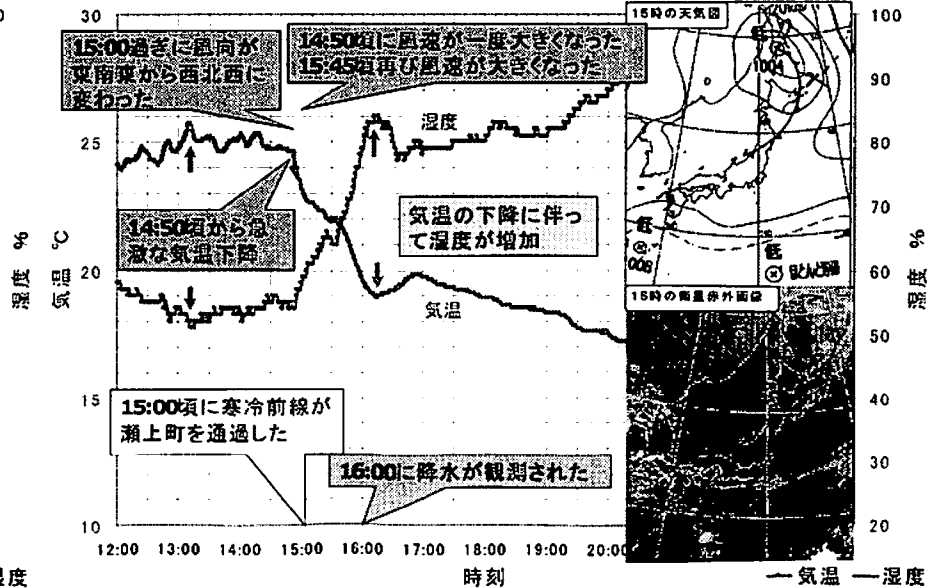 30
25
20
15
10
湿度 %
気温 ℃
15:00過ぎに風向が
東南東から西北西に
変わった
14:50頃に風速が一度大きくなった
15:45頃再び風速が大きくなった
湿度
14:50頃から急
激な気温下降
気温の下降に伴っ
て湿度が増加
気温
15:00頃に寒冷前線が
瀬上町を通過した
16:00に降水が観測された
12:00 13:00 14:00 15:00 16:00 17:00 18:00 19:00 20:00
時刻
15時の天気図
低
1004
低
008
低
ほとんど停滞
15時の衛星赤外画像
100
90
80
70
60
50
40
30
20
湿度 %
湿度
気温 湿度